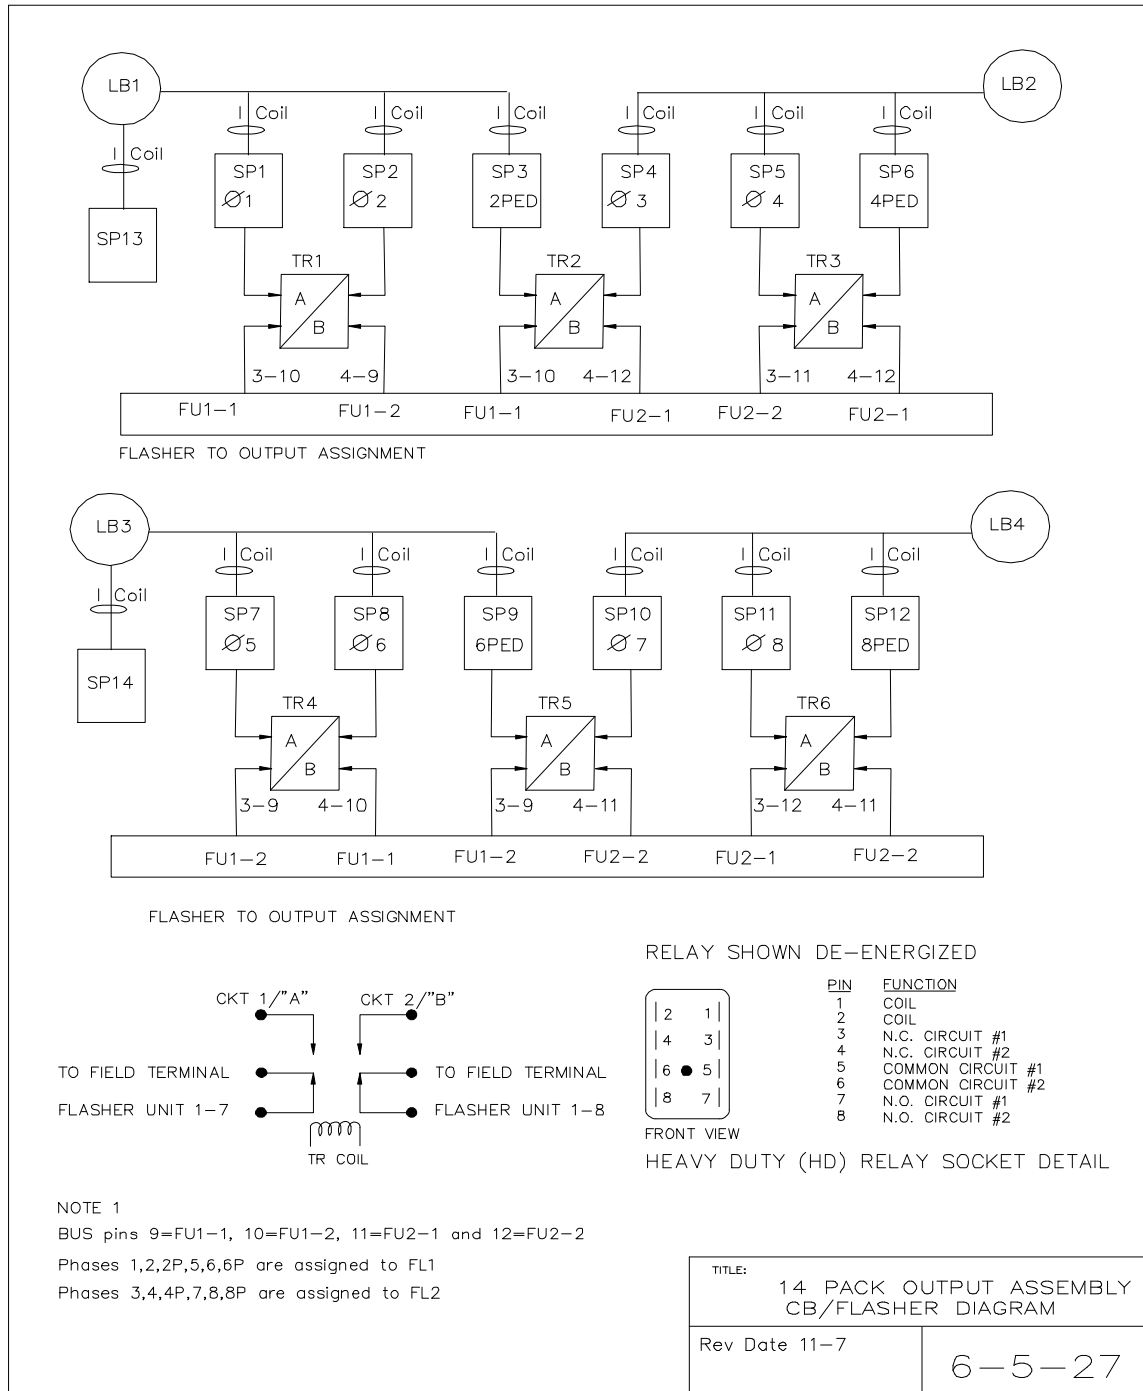 LB1
LB2
I Coil I Coil I Coil I Coil I Coil I Coil
I Coil
SP1 SP2 SP3 SP4 SP5 SP6
Ø1 Ø2 2PED Ø3 Ø4 4PED
SP13
TR1 TR2 TR3
A A A
B B B
3-10 4-9 3-10 4-12 3-11 4-12
FU1-1 FU1-2 FU1-1 FU2-1 FU2-2 FU2-1
FLASHER TO OUTPUT ASSIGNMENT
LB3
LB4
I Coil I Coil I Coil I Coil I Coil I Coil
I Coil
SP7 SP8 SP9 SP10 SP11 SP12
Ø5 Ø6 6PED Ø7 Ø8 8PED
SP14
TR4 TR5 TR6
A A A
B B B
3-9 4-10 3-9 4-11 3-12 4-11
FU1-2 FU1-1 FU1-2 FU2-2 FU2-1 FU2-2
FLASHER TO OUTPUT ASSIGNMENT
CKT 1/"A" CKT 2/"B"
TO FIELD TERMINAL TO FIELD TERMINAL
FLASHER UNIT 1-7 FLASHER UNIT 1-8
TR COIL
RELAY SHOWN DE-ENERGIZED
2 1
4 3
6 5
8 7
FRONT VIEW
PIN FUNCTION
1 COIL
2 COIL
3 N.C. CIRCUIT #1
4 N.C. CIRCUIT #2
5 COMMON CIRCUIT #1
6 COMMON CIRCUIT #2
7 N.O. CIRCUIT #1
8 N.O. CIRCUIT #2
HEAVY DUTY (HD) RELAY SOCKET DETAIL
NOTE 1
BUS pins 9=FU1-1, 10=FU1-2, 11=FU2-1 and 12=FU2-2
Phases 1,2,2P,5,6,6P are assigned to FL1
Phases 3,4,4P,7,8,8P are assigned to FL2
TITLE:
14 PACK OUTPUT ASSEMBLY
CB/FLASHER DIAGRAM
Rev Date 11-7
6-5-27